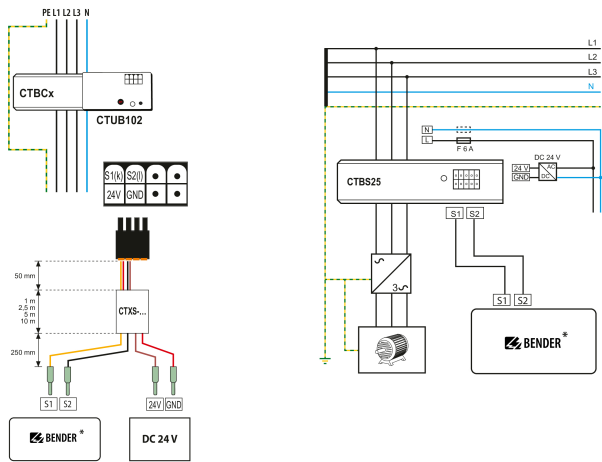 PE L1 L2 L3 N
CTBCx
CTUB102
S1(k) S2(l)
24V GND
50 mm
1 m
2,5 m
5 m
10 m
CTXS-...
250 mm
S1 S2
24V GND
BENDER *
DC 24 V
L1
L2
L3
N
N
L
F 6 A
DC 24 V
24 V
GND
AC
DC
CTBS25
S1 S2
3
S1 S2
BENDER *